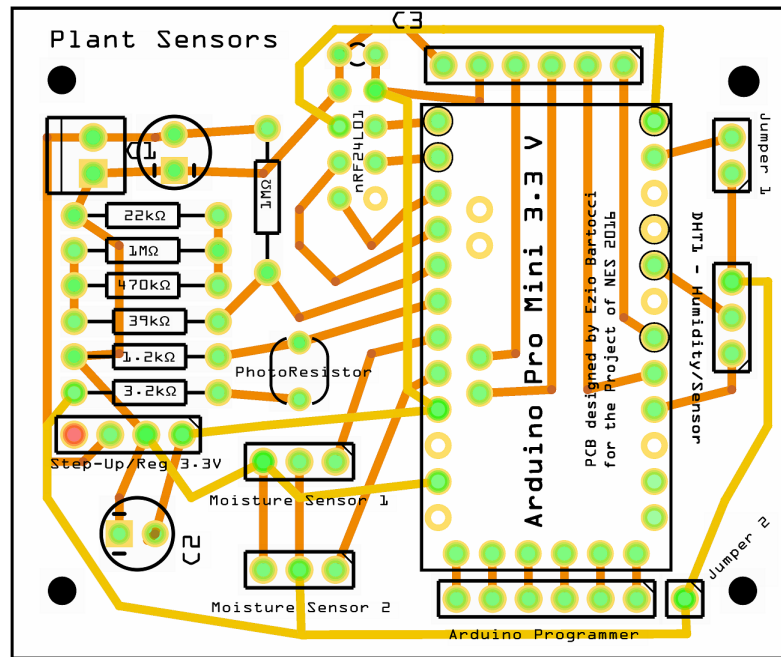 Plant Sensors
C3
C1
nRF24L01
1MΩ
22kΩ
1MΩ
470kΩ
39kΩ
1.2kΩ
3.2kΩ
PhotoResistor
Step-Up/Reg 3.3V
C2
Moisture Sensor 1
Moisture Sensor 2
Arduino Pro Mini 3.3 V
PCB designed by Ezio Bartocci
for the Project of NES 2016
Jumper 1
DHT1 - Humidity/Sensor
Jumper 2
Arduino Programmer